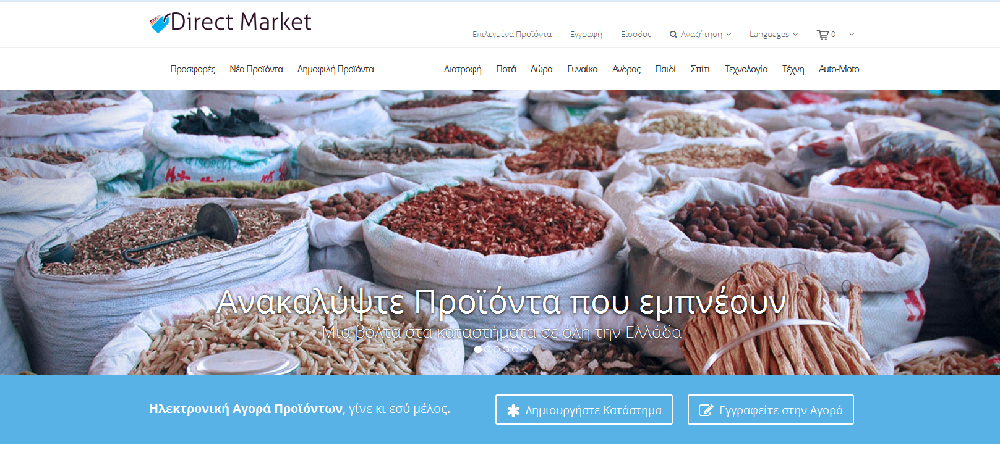 Direct Market
Επιλεγμένα Προϊόντα Εγγραφή Είσοδος Αναζήτηση Languages 0
Προσφορές Νέα Προϊόντα Δημοφιλή Προϊόντα Διατροφή Ποτά Δώρα Γυναίκα Ανδρας Παιδί Σπίτι Τεχνολογία Τέχνη Auto-Moto
Ανακαλύψτε Προϊόντα που εμπνέουν
Μια βόλτα στα καταστήματα σε όλη την Ελλάδα
Ηλεκτρονική Αγορά Προϊόντων, γίνε κι εσύ μέλος. Δημιουργήστε Κατάστημα Εγγραφείτε στην Αγορά